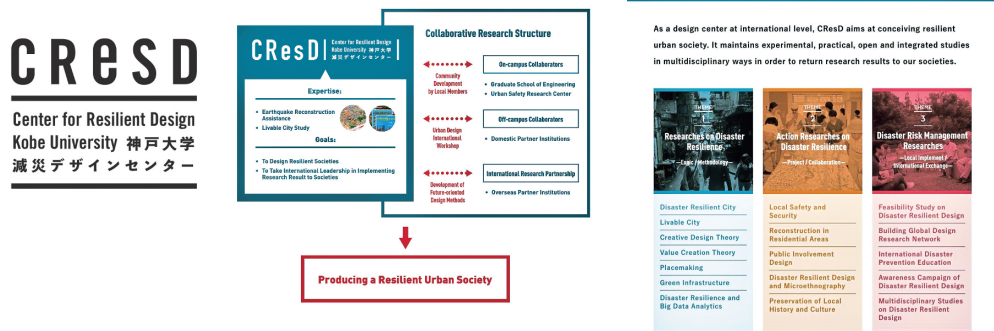 CResD
Center for Resilient Design
Kobe University 神戸大学
減災デザインセンター
CResD
Center for Resilient Design
Kobe University 神戸大学
減災デザインセンター
Expertise:
• Earthquake Reconstruction
Assistance
• Livable City Study
Goals:
• To Design Resilient Societies
• To Take International Leadership in Implementing
Research Result to Societies
Collaborative Research Structure
Community
Development
by Local Members
On-campus Collaborators
• Graduate School of Engineering
• Urban Safety Research Center
Urban Design
International
Workshop
Off-campus Collaborators
• Domestic Partner Institutions
Development of
Future-oriented
Design Methods
International Research Partnership
• Overseas Partner Institutions
Producing a Resilient Urban Society
As a design center at international level, CResD aims at conceiving resilient
urban society. It maintains experimental, practical, open and integrated studies
in multidisciplinary ways in order to return research results to our societies.
THEME
1
Researches on Disaster
Resilience
—Logic / Methodology—
Disaster Resilient City
Livable City
Creative Design Theory
Value Creation Theory
Placemaking
Green Infrastructure
Disaster Resilience and
Big Data Analytics
THEME
2
Action Researches on
Disaster Resilience
—Project / Collaboration—
Local Safety and
Security
Reconstruction in
Residential Areas
Public Involvement
Design
Disaster Resilient Design
and Microethnography
Preservation of Local
History and Culture
THEME
3
Disaster Risk Management
Researches
—Local Implement /
International Exchange—
Feasibility Study on
Disaster Resilient Design
Building Global Design
Research Network
International Disaster
Prevention Education
Awareness Campaign of
Disaster Resilient Design
Multidisciplinary Studies
on Disaster Resilient
Design